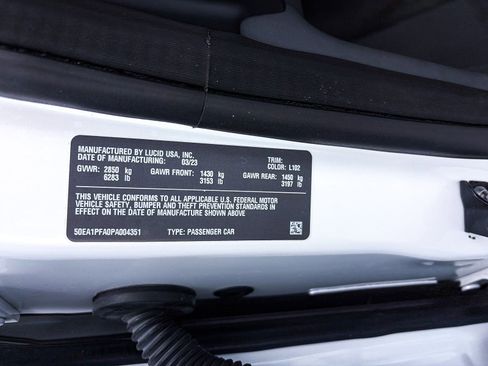 MANUFACTURED BY LUCID USA, INC.
DATE OF MANUFACTURING: 03/23 TRIM:
COLOR: L102
GVWR: 2850 kg GAWR FRONT: 1430 kg GAWR REAR: 1450 kg
6283 lb 3153 lb 3197 lb
THIS VEHICLE CONFORMS TO ALL APPLICABLE U.S. FEDERAL MOTOR
VEHICLE SAFETY, BUMPER AND THEFT PREVENTION STANDARDS IN
EFFECT ON THE DATE OF MANUFACTURE SHOWN ABOVE
50EA1PFA0PA004351 TYPE: PASSENGER CAR